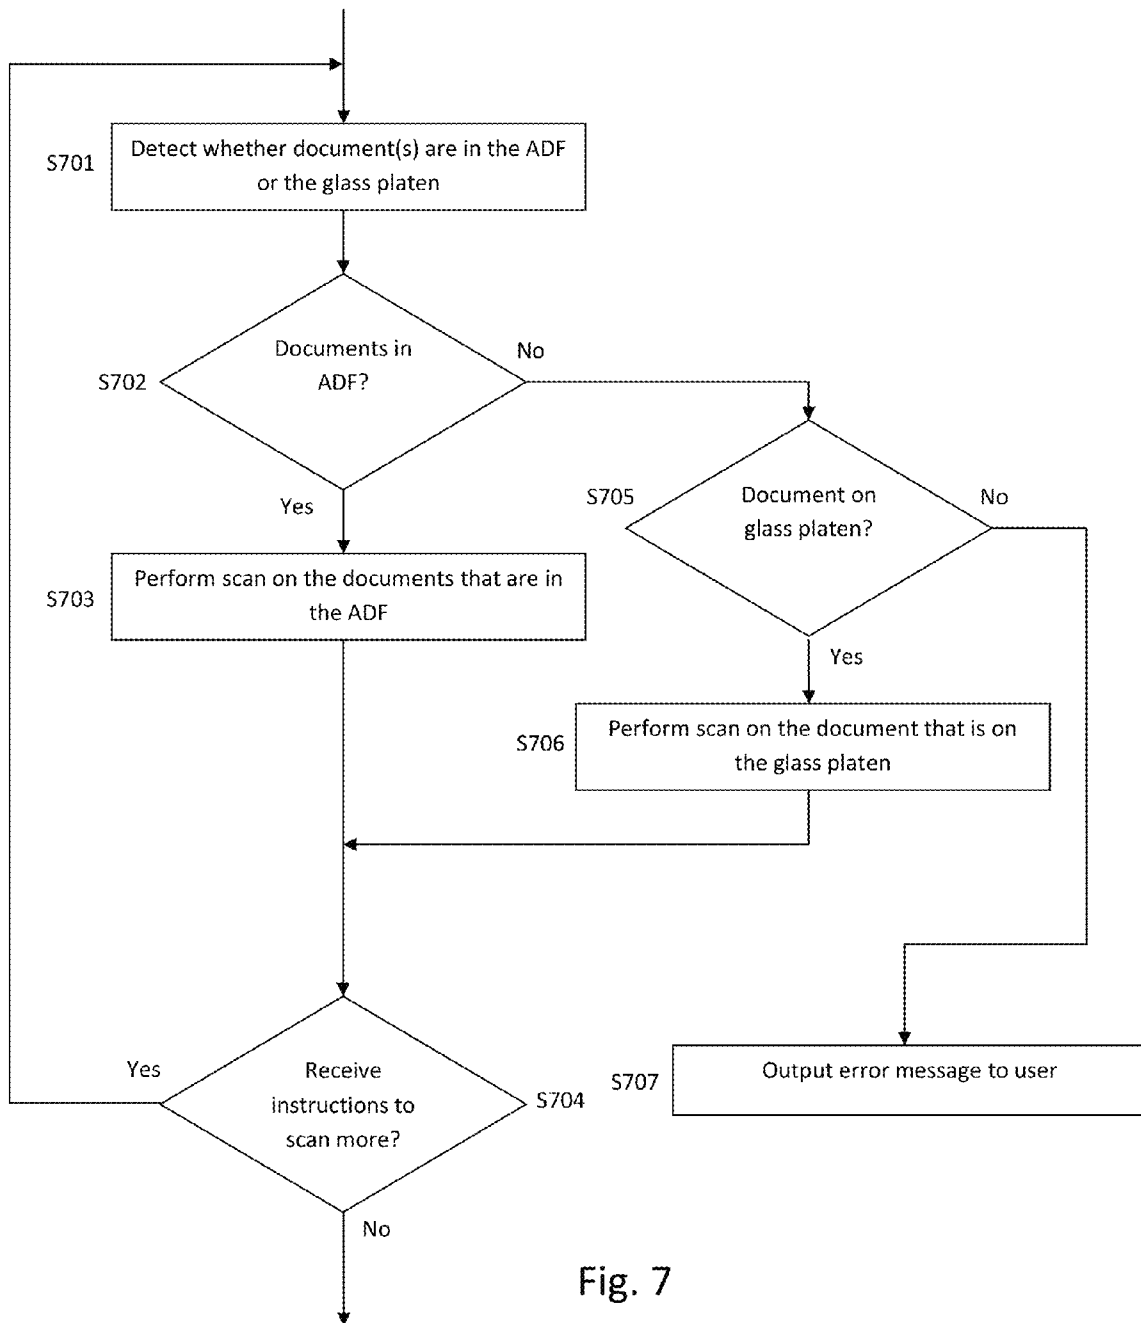 S701
Detect whether document(s) are in the ADF
or the glass platen
S702
Documents in
ADF?
No
Yes
S703
Perform scan on the documents that are in
the ADF
S705
Document on
glass platen?
No
Yes
S706
Perform scan on the document that is on
the glass platen
Yes
Receive
instructions to
scan more?
S704
No
S707
Output error message to user
Fig. 7